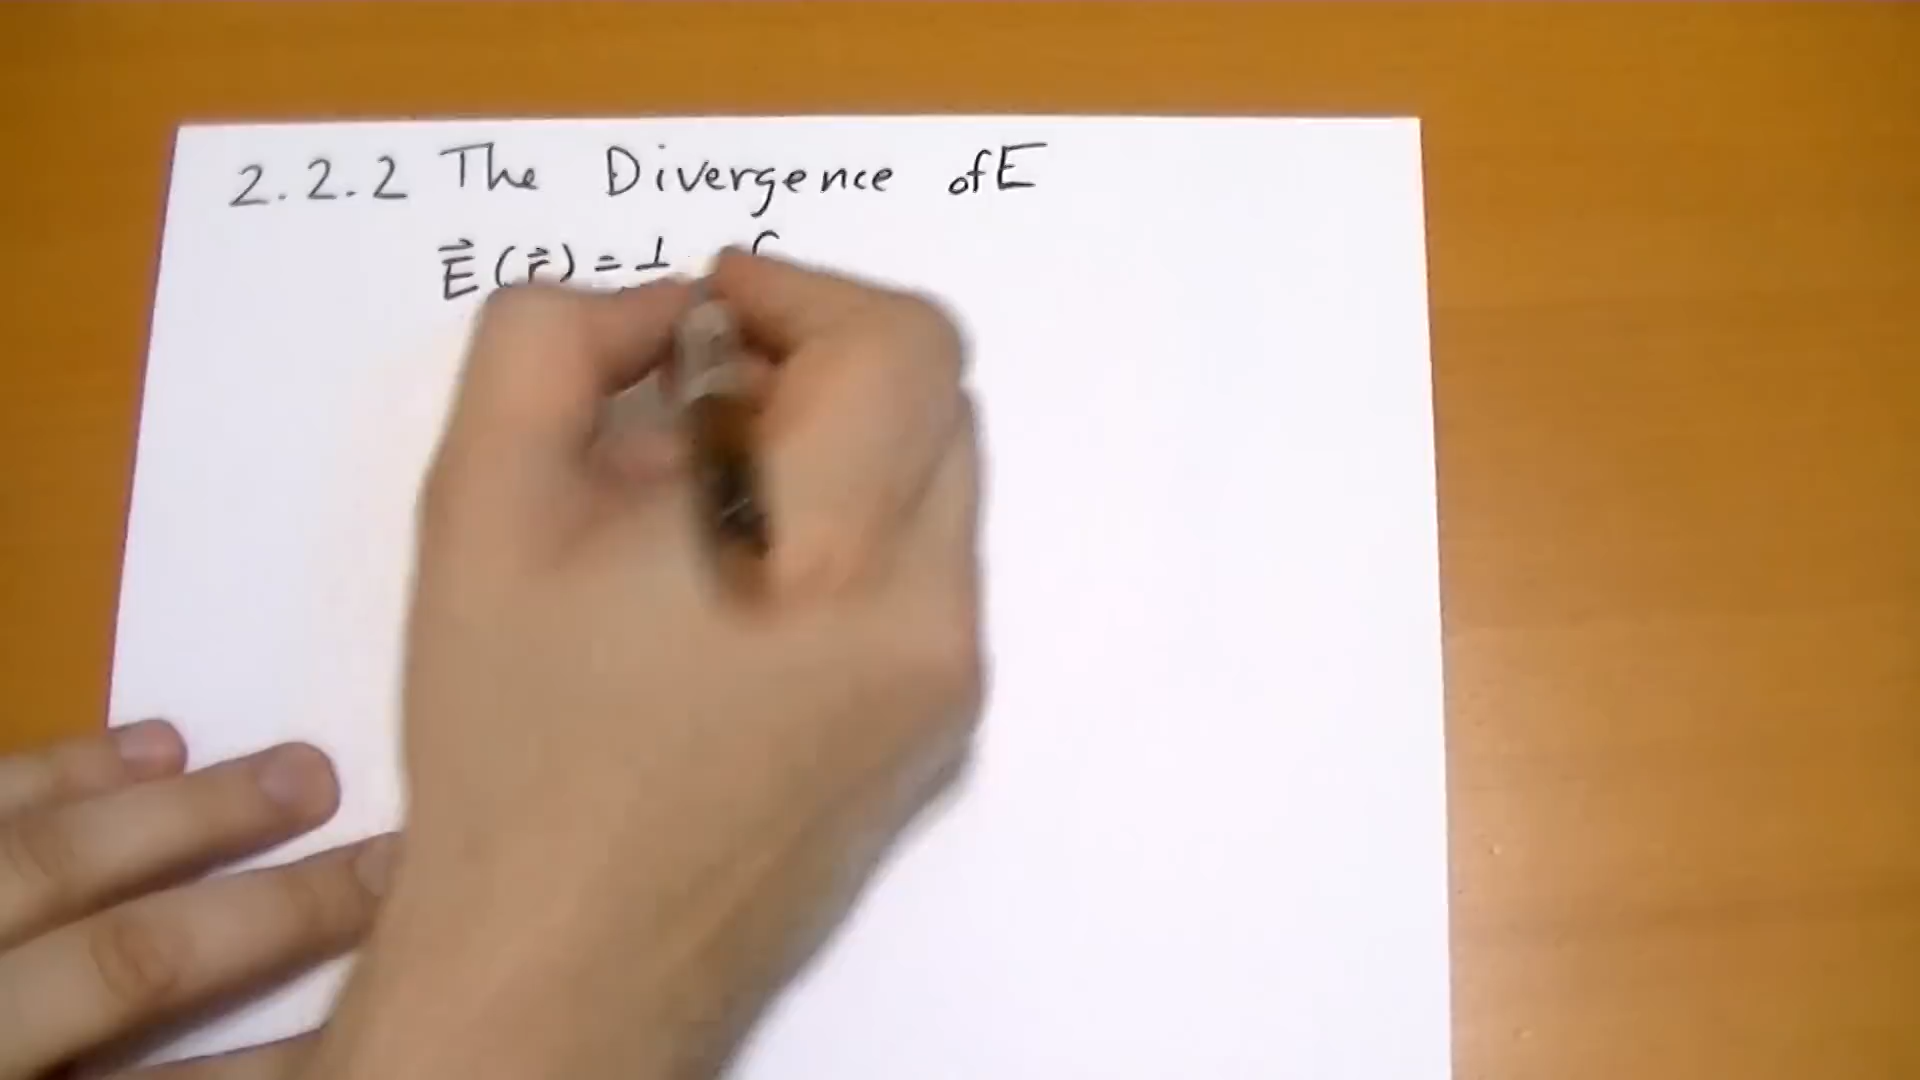 2.2.2 The Divergence of E
E⃗ (r⃗) = 1